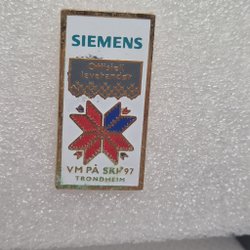 SIEMENS
Offisiell
leverandør
VM PÅ SKI '97
TRONDHEIM